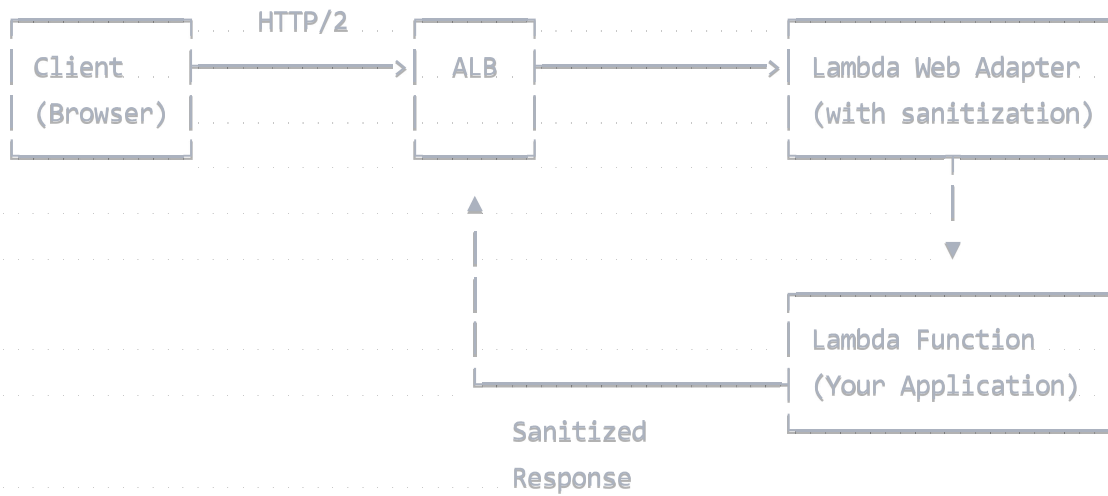 HTTP/2
Client
(Browser)
ALB
Lambda Web Adapter
(with sanitization)
Lambda Function
(Your Application)
Sanitized
Response